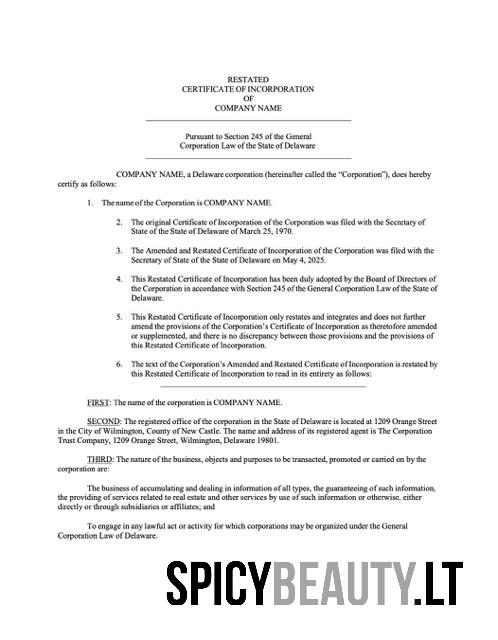 RESTATED
CERTIFICATE OF INCORPORATION
OF
COMPANY NAME
Pursuant to Section 245 of the General
Corporation Law of the State of Delaware
COMPANY NAME, a Delaware corporation (hereinafter called the “Corporation”), does hereby
certify as follows:
1. The name of the Corporation is COMPANY NAME.
2. The original Certificate of Incorporation of the Corporation was filed with the Secretary of
State of the State of Delaware of March 25, 1970.
3. The Amended and Restated Certificate of Incorporation of the Corporation was filed with the
Secretary of State of the State of Delaware on May 4, 2025.
4. This Restated Certificate of Incorporation has been duly adopted by the Board of Directors of
the Corporation in accordance with Section 245 of the General Corporation Law of the State of
Delaware.
5. This Restated Certificate of Incorporation only restates and integrates and does not further
amend the provisions of the Corporation’s Certificate of Incorporation as theretofore amended
or supplemented, and there is no discrepancy between those provisions and the provisions of
this Restated Certificate of Incorporation.
6. The text of the Corporation’s Amended and Restated Certificate of Incorporation is restated by
this Restated Certificate of Incorporation to read in its entirety as follows:
FIRST: The name of the corporation is COMPANY NAME.
SECOND: The registered office of the corporation in the State of Delaware is located at 1209 Orange Street
in the City of Wilmington, County of New Castle. The name and address of its registered agent is The Corporation
Trust Company, 1209 Orange Street, Wilmington, Delaware 19801.
THIRD: The nature of the business, objects and purposes to be transacted, promoted or carried on by the
corporation are:
The business of accumulating and dealing in information of all types, the guaranteeing of such information,
the providing of services related to real estate and other services by use of such information or otherwise, either
directly or through subsidiaries or affiliates; and
To engage in any lawful act or activity for which corporations may be organized under the General
Corporation Law of Delaware.
SPICYBEAUTY.LT